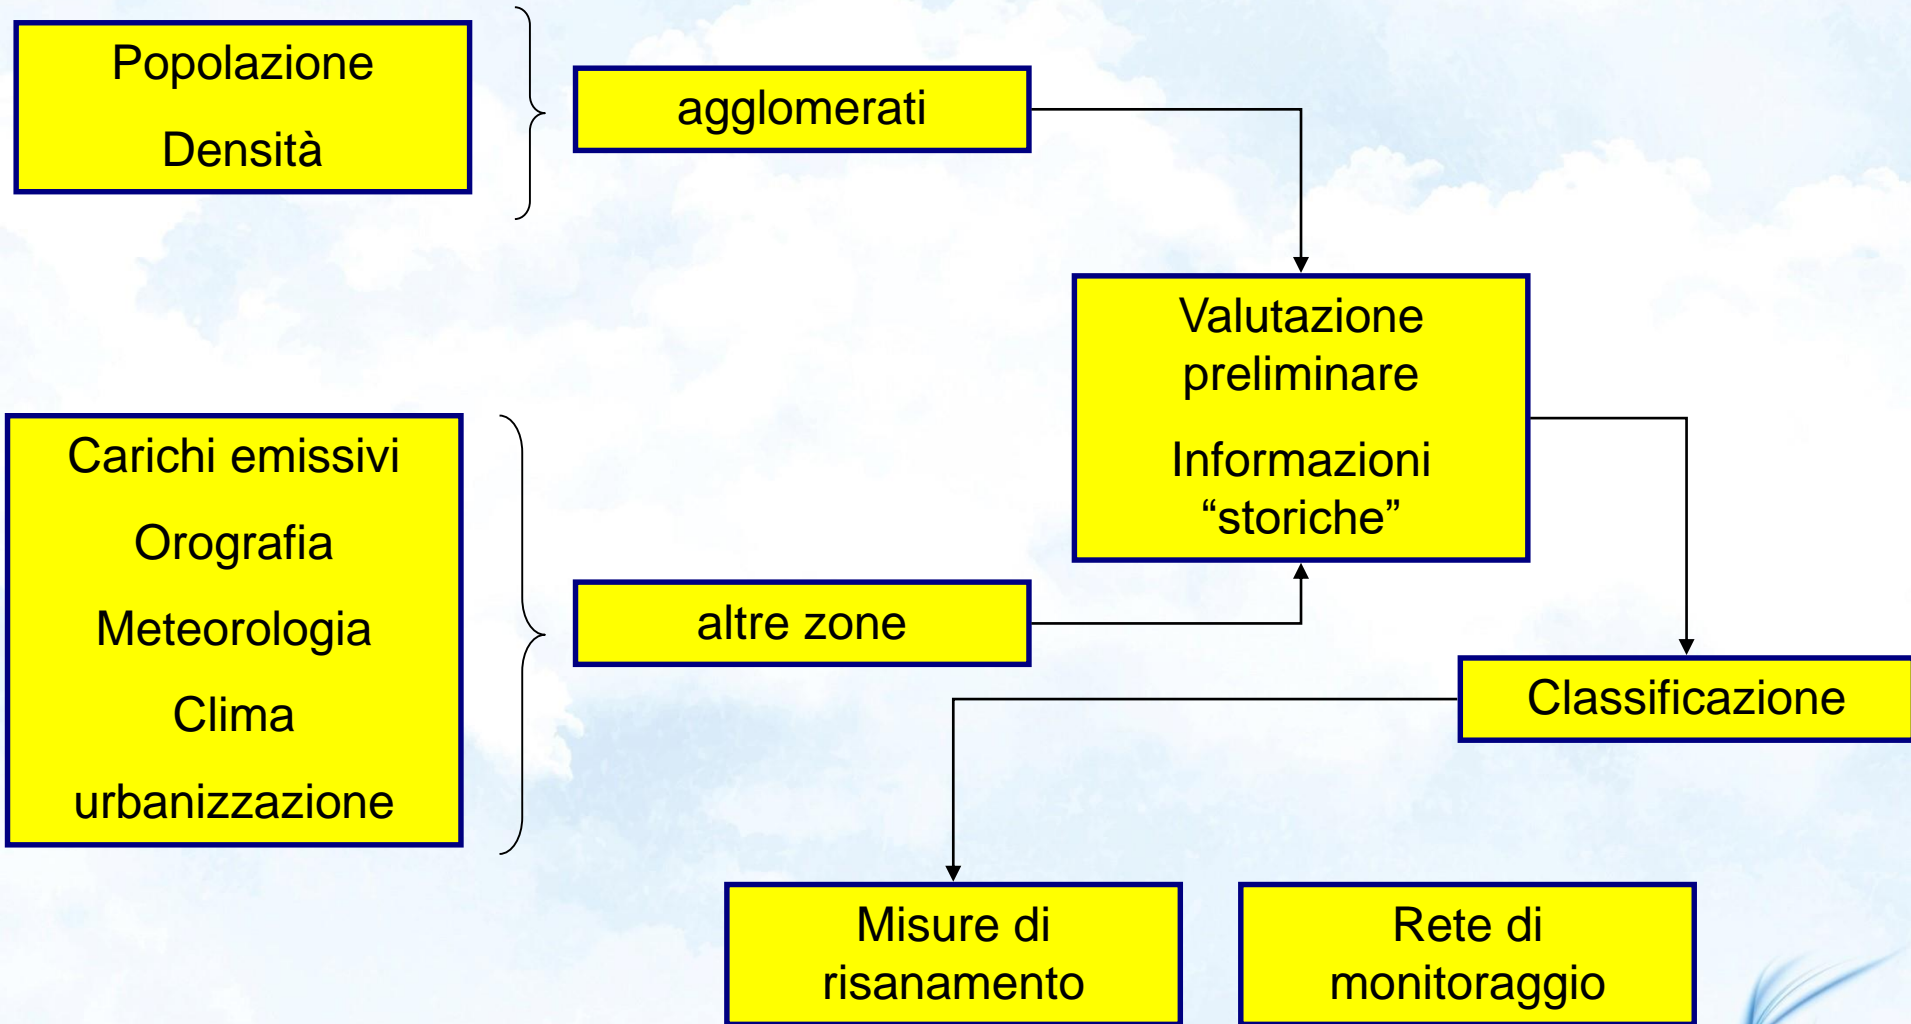 Popolazione
Densità
agglomerati
Valutazione
preliminare
Informazioni
“storiche”
Carichi emissivi
Orografia
Meteorologia
Clima
urbanizzazione
altre zone
Classificazione
Misure di
risanamento
Rete di
monitoraggio